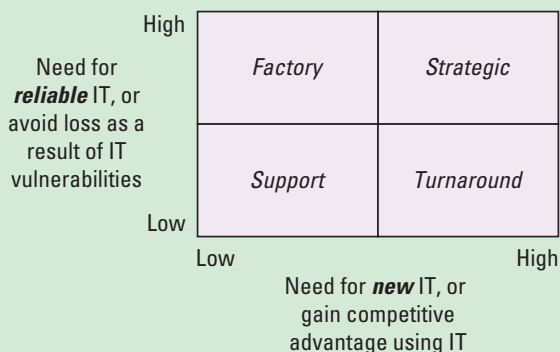 High
Need for
reliable IT, or
avoid loss as a
result of IT
vulnerabilities
Factory
Strategic
Support
Turnaround
Low
Low
High
Need for new IT, or
gain competitive
advantage using IT